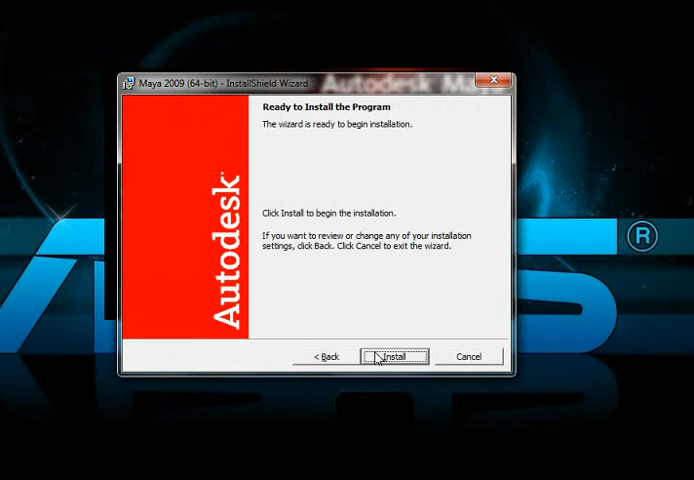 Maya 2009 (64-bit) - InstallShield Wizard
Autodesk
Ready to Install the Program
The wizard is ready to begin installation.
Click Install to begin the installation.
If you want to review or change any of your installation
settings, click Back. Click Cancel to exit the wizard.
Autodesk®
< Back
Install
Cancel
®